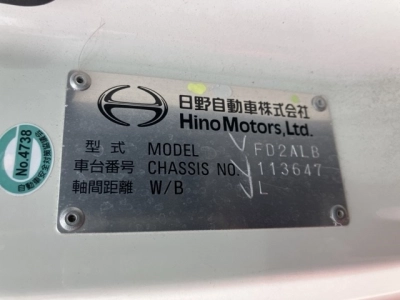 日野自動車株式会社
Hino Motors, Ltd.
型式 MODEL FD2ALB
車台番号 CHASSIS NO. 113647
軸間距離 W/B L
No.4738